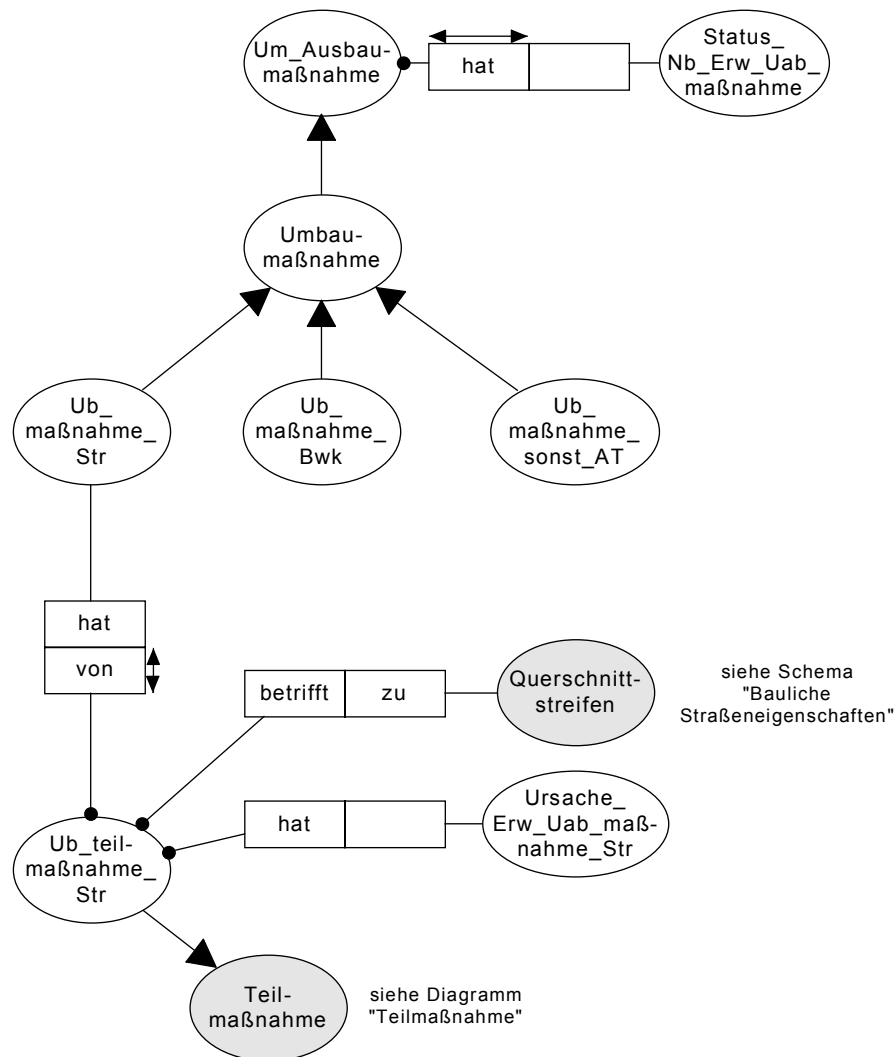 Um_Ausbau-
maßnahme
hat
Status_
Nb_Erw_Uab_
maßnahme
Umbau-
maßnahme
Ub_
maßnahme_
Str
Ub_
maßnahme_
Bwk
Ub_
maßnahme_
sonst_AT
hat
von
betrifft
zu
Querschnitt-
streifen
siehe Schema
"Bauliche
Straßeneigenschaften"
hat
Ursache_
Erw_Uab_maß-
nahme_Str
Ub_teil-
maßnahme_
Str
Teil-
maßnahme
siehe Diagramm
"Teilmaßnahme"